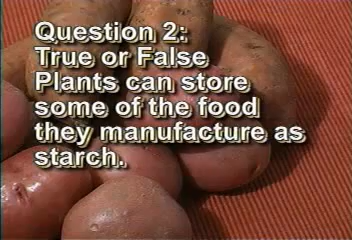 Question 2:
True or False
Plants can store
some of the food
they manufacture as
starch.